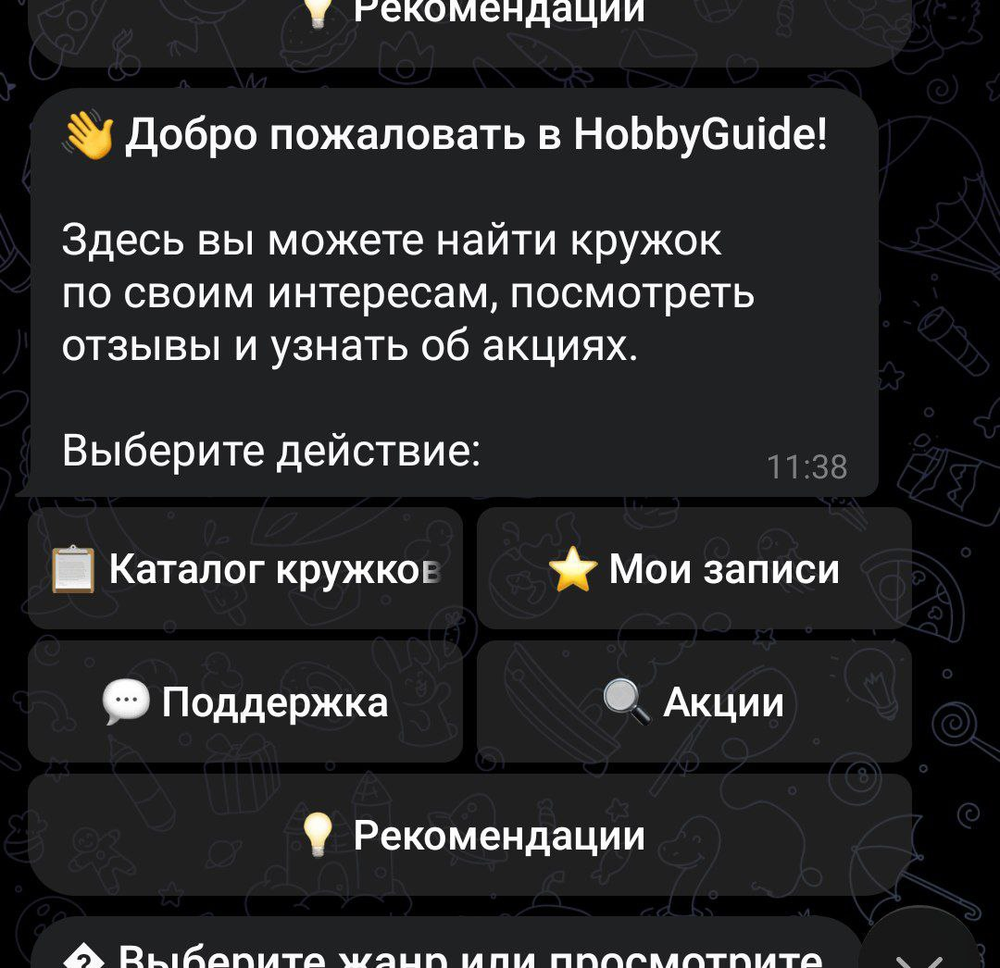 💡 Рекомендации
👋 Добро пожаловать в HobbyGuide!
Здесь вы можете найти кружок
по своим интересам, посмотреть
отзывы и узнать об акциях.
Выберите действие:
11:38
📋 Каталог кружков
⭐ Мои записи
💬 Поддержка
🔍 Акции
💡 Рекомендации
� Выберите жанр или просмотрите